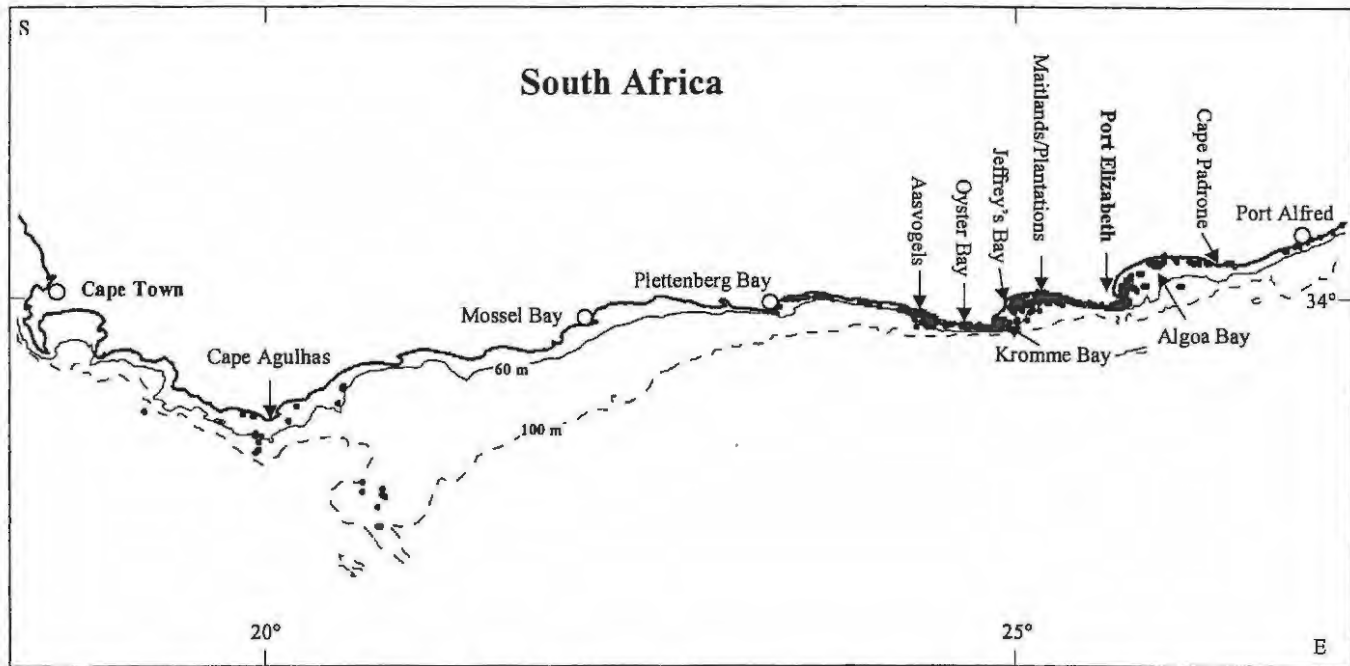 S
South Africa
Maitlands/Plantations
Port Elizabeth
Cape Padrone
Jeffrey's Bay
Oyster Bay
Aasvogels
Port Alfred
Plettenberg Bay
Cape Town
34°
Mossel Bay
Algoa Bay
Kromme Bay
Cape Agulhas
60 m
100 m
20°
25°
E